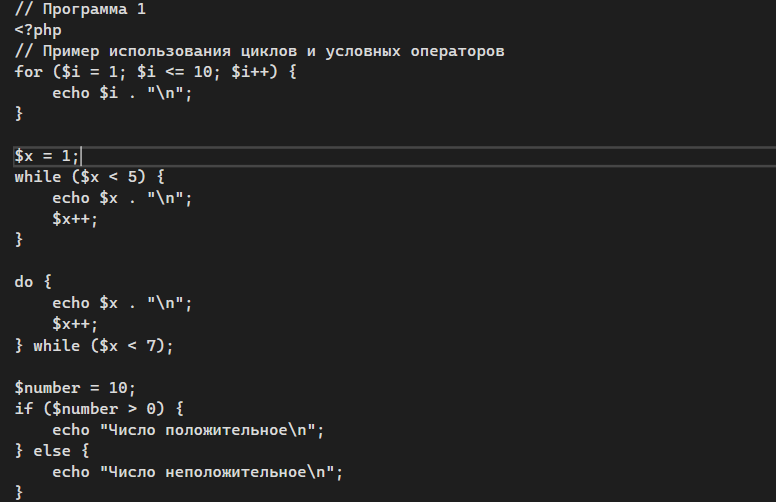 // Программа 1
<?php
// Пример использования циклов и условных операторов
for ($i = 1; $i <= 10; $i++) {
    echo $i . "\n";
}

$x = 1;
while ($x < 5) {
    echo $x . "\n";
    $x++;
}

do {
    echo $x . "\n";
    $x++;
} while ($x < 7);

$number = 10;
if ($number > 0) {
    echo "Число положительное\n";
} else {
    echo "Число неположительное\n";
}